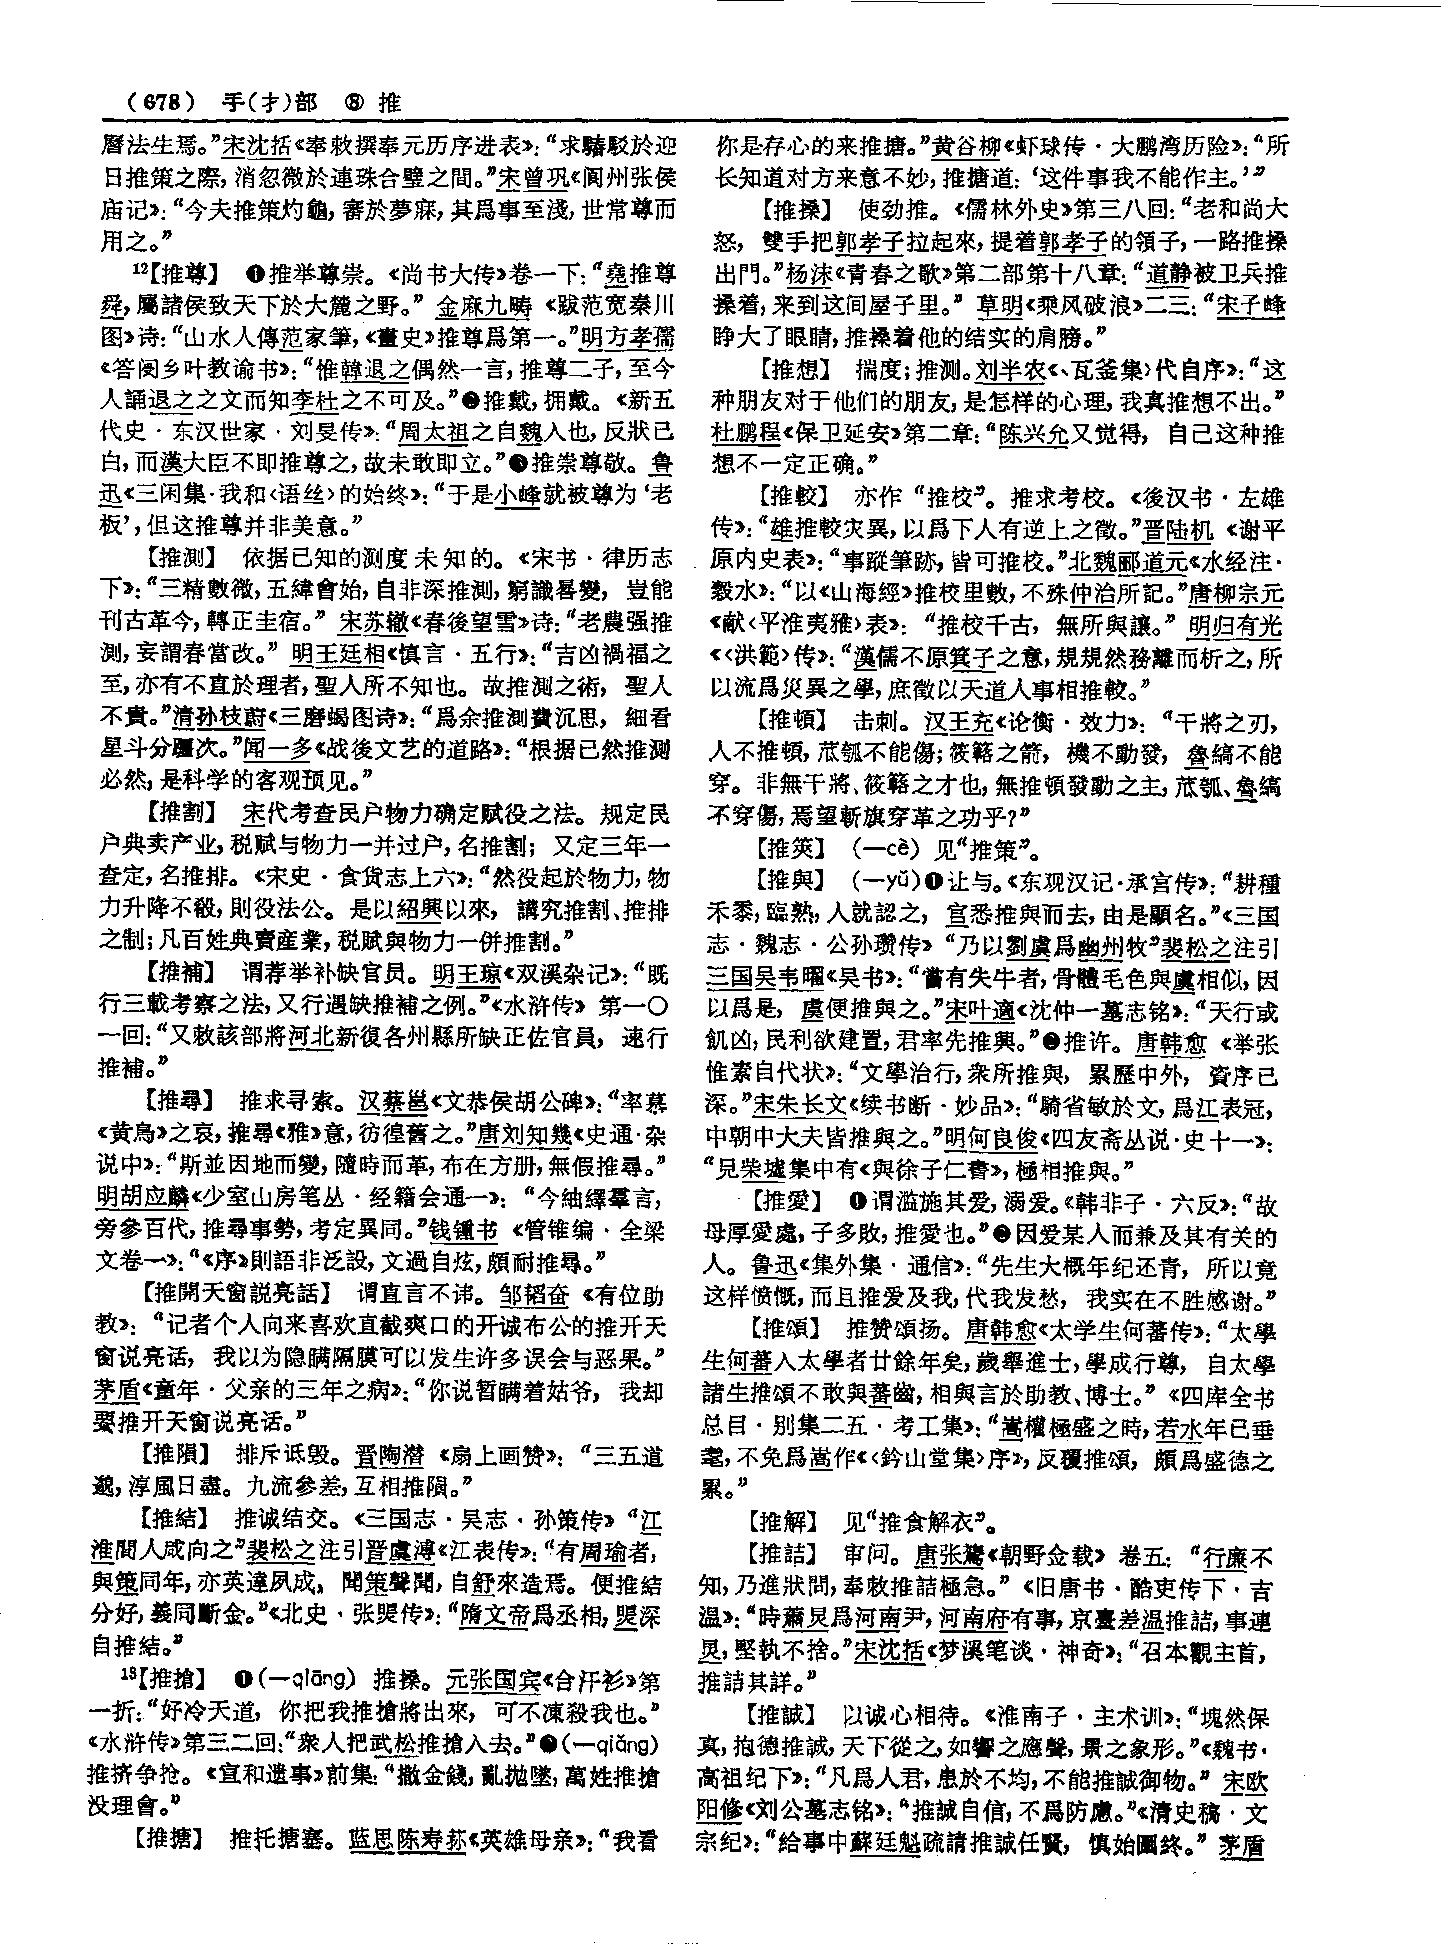 (678) 手(扌)部 ⑧ 推
曆法生焉。”宋沈括《奉敕撰奉元历序进表》：“求驕駁於迎
日推策之際，消忽微於連珠合璧之間。”宋曾巩《阆州张侯
庙记》：“今夫推策灼龜，審於夢寐，其爲事至淺，世常尊而
用之。”
12【推尊】 ❶推举尊崇。《尚书大传》卷一下：“堯推尊
舜，屬諸侯致天下於大麓之野。” 金麻九畴《跋范宽秦川
图》诗：“山水人傳范家筆，《畫史》推尊爲第一。”明方孝孺
《答阌乡叶教谕书》：“惟韓退之偶然一言，推尊二子，至今
人誦退之之文而知李杜之不可及。”❷推戴，拥戴。《新五
代史·东汉世家·刘旻传》：“周太祖之自魏入也，反狀已
白，而漢大臣不即推尊之，故未敢即立。”❸推崇尊敬。鲁
迅《三闲集·我和〈语丝〉的始终》：“于是小峰就被尊为‘老
板’，但这推尊并非美意。”
【推测】 依据已知的测度未知的。《宋书·律历志
下》：“三精數微，五緯會始，自非深推測，窮識晷變，豈能
刊古革今，轉正圭宿。” 宋苏辙《春後望雪》诗：“老農强推
測，妄謂春當改。” 明王廷相《慎言·五行》：“吉凶禍福之
至，亦有不直於理者，聖人所不知也。故推測之術，聖人
不貴。”清孙枝蔚《三磨蝎图诗》：“爲余推測費沉思，細看
星斗分疆次。”闻一多《战後文艺的道路》：“根据已然推测
必然，是科学的客观预见。”
【推割】 宋代考查民户物力确定赋役之法。规定民
户典卖产业，税赋与物力一并过户，名推割；又定三年一
查定，名推排。《宋史·食货志上六》：“然役起於物力，物
力升降不殽，則役法公。是以紹興以來，講究推割、推排
之制；凡百姓典賣産業，税賦與物力一併推割。”
【推補】 谓荐举补缺官员。明王琼《双溪杂记》：“既
行三載考察之法，又行遇缺推補之例。”《水浒传》第一〇
一回：“又敕該部將河北新復各州縣所缺正佐官員，速行
推補。”
【推尋】 推求寻索。汉蔡邕《文恭侯胡公碑》：“率慕
《黄鳥》之哀，推尋《雅》意，彷徨舊之。”唐刘知幾《史通·杂
说中》：“斯並因地而變，隨時而革，布在方册，無假推尋。”
明胡应麟《少室山房笔丛·经籍会通一》：“今紬繹羣言，
旁參百代，推尋事勢，考定異同。”钱锺书《管锥编·全梁
文卷一》：“《序》則語非泛設，文過自炫，頗耐推尋。”
【推開天窗説亮話】 谓直言不讳。邹韬奋《有位助
教》：“记者个人向来喜欢直截爽口的开诚布公的推开天
窗说亮话，我以为隐瞒隔膜可以发生许多误会与恶果。”
茅盾《童年·父亲的三年之病》：“你说暂瞒着姑爷，我却
要推开天窗说亮话。”
【推隕】 排斥诋毁。晋陶潜《扇上画赞》：“三五道
邈，淳風日盡。九流參差，互相推隕。”
【推結】 推诚结交。《三国志·吴志·孙策传》“江
淮間人咸向之”裴松之注引晋虞溥《江表传》：“有周瑜者，
與策同年，亦英達夙成，聞策聲聞，自舒來造焉。便推結
分好，義同斷金。”《北史·张煚传》：“隋文帝爲丞相，煚深
自推結。”
13【推搶】 ❶(—qiāng) 推搡。元张国宾《合汗衫》第
一折：“好冷天道，你把我推搶將出來，可不凍殺我也。”
《水浒传》第三二回：“衆人把武松推搶入去。”❷(—qiǎng)
推挤争抢。《宣和遗事》前集：“撒金錢，亂抛墜，萬姓推搶
没理會。”
【推搪】 推托搪塞。蓝思陈寿荪《英雄母亲》：“我看
你是存心的来推搪。”黄谷柳《虾球传·大鹏湾历险》：“所
长知道对方来意不妙，推搪道：‘这件事我不能作主。’”
【推搡】 使劲推。《儒林外史》第三八回：“老和尚大
怒，雙手把郭孝子拉起來，提着郭孝子的領子，一路推搡
出門。”杨沫《青春之歌》第二部第十八章：“道静被卫兵推
搡着，来到这间屋子里。” 草明《乘风破浪》二三：“宋子峰
睁大了眼睛，推搡着他的结实的肩膀。”
【推想】 揣度；推测。刘半农《〈瓦釜集〉代自序》：“这
种朋友对于他们的朋友，是怎样的心理，我真推想不出。”
杜鹏程《保卫延安》第二章：“陈兴允又觉得，自己这种推
想不一定正确。”
【推較】 亦作“推校”。推求考校。《後汉书·左雄
传》：“雄推較灾異，以爲下人有逆上之徵。”晋陆机《谢平
原内史表》：“事蹤筆跡，皆可推校。”北魏郦道元《水经注·
穀水》：“以《山海經》推校里數，不殊仲治所記。”唐柳宗元
《献〈平淮夷雅〉表》：“推校千古，無所與讓。” 明归有光
《〈洪範〉传》：“漢儒不原箕子之意，規規然務離而析之，所
以流爲災異之學，庶徵以天道人事相推較。”
【推頓】 击刺。汉王充《论衡·效力》：“干將之刃，
人不推頓，苽瓠不能傷；筱簵之箭，機不動發，魯縞不能
穿。非無干將、筱簵之才也，無推頓發動之主，苽瓠、魯縞
不穿傷，焉望斬旗穿革之功乎？”
【推筴】 (—cè) 见“推策”。
【推與】 (—yǔ)❶让与。《东观汉记·承宫传》：“耕種
禾黍，臨熟，人就認之，宫悉推與而去，由是顯名。”《三国
志·魏志·公孙瓒传》“乃以劉虞爲幽州牧”裴松之注引
三国吴韦曜《吴书》：“嘗有失牛者，骨體毛色與虞相似，因
以爲是，虞便推與之。”宋叶適《沈仲一墓志铭》：“天行或
飢凶，民利欲建置，君率先推與。”❷推许。唐韩愈《举张
惟素自代状》：“文學治行，衆所推與，累歷中外，資序已
深。”宋朱长文《续书断·妙品》：“騎省敏於文，爲江表冠，
中朝中大夫皆推與之。”明何良俊《四友斋丛说·史十一》：
“見柴墟集中有《與徐子仁書》，極相推與。”
【推愛】 ❶谓滥施其爱，溺爱。《韩非子·六反》：“故
母厚愛處，子多敗，推愛也。”❷因爱某人而兼及其有关的
人。鲁迅《集外集·通信》：“先生大概年纪还青，所以竟
这样愤慨，而且推爱及我，代我发愁，我实在不胜感谢。”
【推頌】 推赞颂扬。唐韩愈《太学生何蕃传》：“太學
生何蕃入太學者廿餘年矣，歲舉進士，學成行尊，自太學
諸生推頌不敢與蕃齒，相與言於助教、博士。”《四库全书
总目·别集二五·考工集》：“嵩權極盛之時，若水年已垂
耄，不免爲嵩作《〈鈐山堂集〉序》，反覆推頌，頗爲盛德之
累。”
【推解】 见“推食解衣”。
【推詰】 审问。唐张鷟《朝野佥载》卷五：“行廉不
知，乃進狀問，奉敕推詰極急。”《旧唐书·酷吏传下·吉
温》：“時蕭炅爲河南尹，河南府有事，京臺差温推詰，事連
炅，堅執不捨。”宋沈括《梦溪笔谈·神奇》：“召本觀主首，
推詰其詳。”
【推誠】 以诚心相待。《淮南子·主术训》：“塊然保
真，抱德推誠，天下從之，如響之應聲，景之象形。”《魏书·
高祖纪下》：“凡爲人君，患於不均，不能推誠御物。” 宋欧
阳修《刘公墓志铭》：“推誠自信，不爲防慮。”《清史稿·文
宗纪》：“給事中蘇廷魁疏請推誠任賢，慎始圖終。” 茅盾